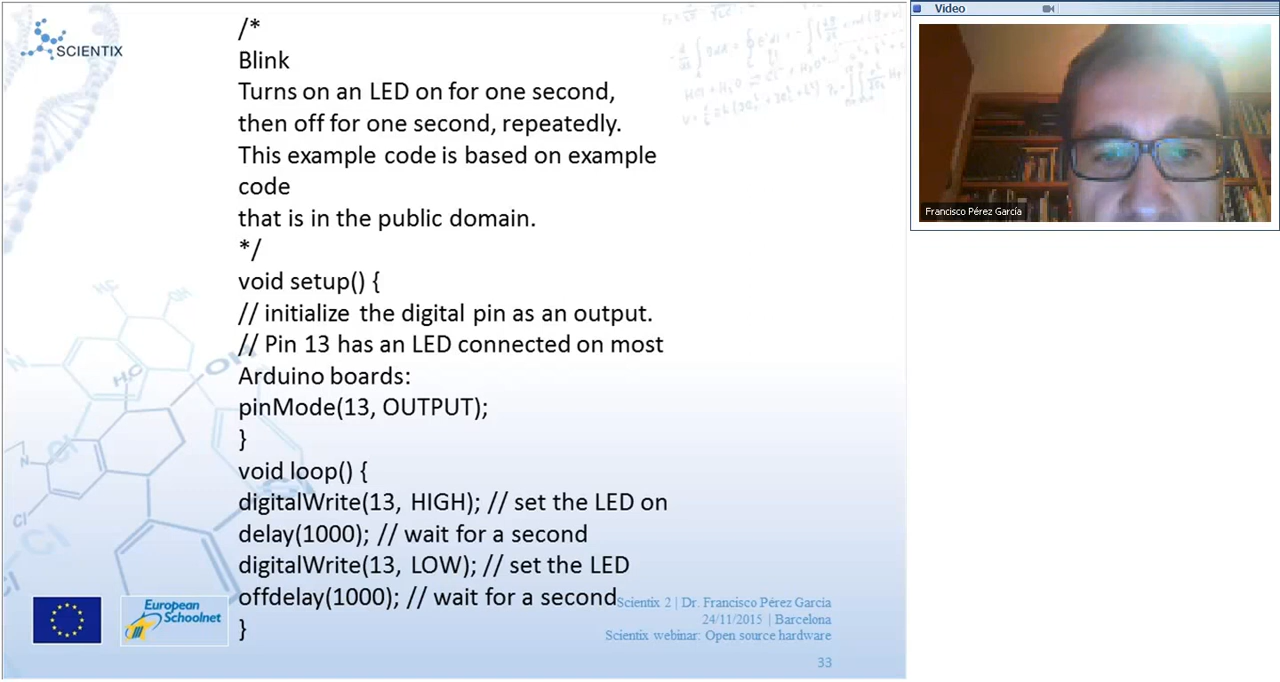 SCIENTIX
/*
Blink
Turns on an LED on for one second,
then off for one second, repeatedly.
This example code is based on example
code
that is in the public domain.
*/
void setup() {
// initialize the digital pin as an output.
// Pin 13 has an LED connected on most
Arduino boards:
pinMode(13, OUTPUT);
}
void loop() {
digitalWrite(13, HIGH); // set the LED on
delay(1000); // wait for a second
digitalWrite(13, LOW); // set the LED
offdelay(1000); // wait for a second
}
European
Schoolnet
Scientix 2 | Dr. Francisco Pérez García
24/11/2015 | Barcelona
Scientix webinar: Open source hardware
33
Video
Francisco Pérez García
H₃C
OH
Cl
N
Cl
Cl